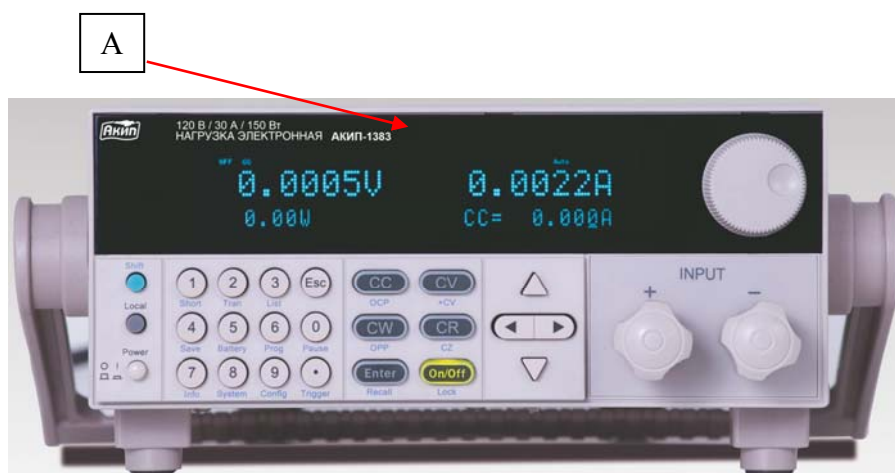 A
Акип
120 В / 30 А / 150 Вт
НАГРУЗКА ЭЛЕКТРОННАЯ АКИП-1383
OFF CC Auto
0.0005V 0.0022A
0.00W CC= 0.000A
Shift
Local
Power
O I
1 2 3 Esc
Short Tran List
4 5 6 0
Save Battery Prog Pause
7 8 9 •
Info System Config Trigger
CC CV
OCP +CV
CW CR
OPP CZ
Enter On/Off
Recall Lock
INPUT
+ −